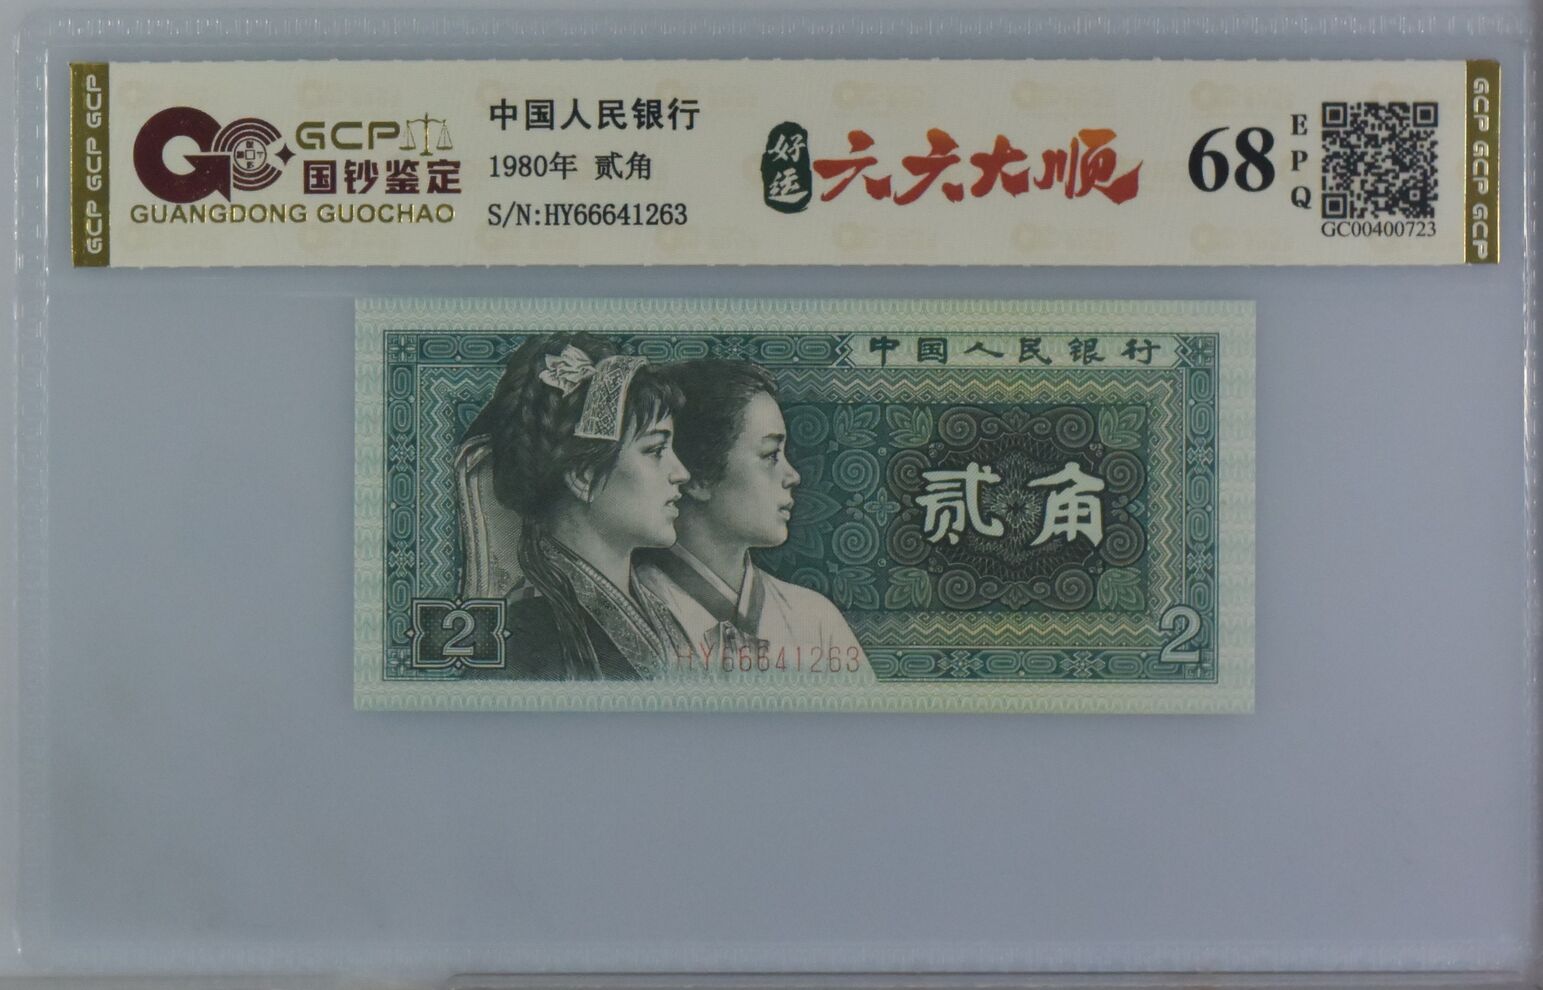 GCP GCP GCP
GCP
国钞鉴定
GUANGDONG GUOCHAO
中国人民银行
1980年 贰角
S/N:HY66641263
好运
六六大顺
68
EPQ
GC00400723
GCP GCP GCP
中国人民银行
贰角
2
2
HY66641263